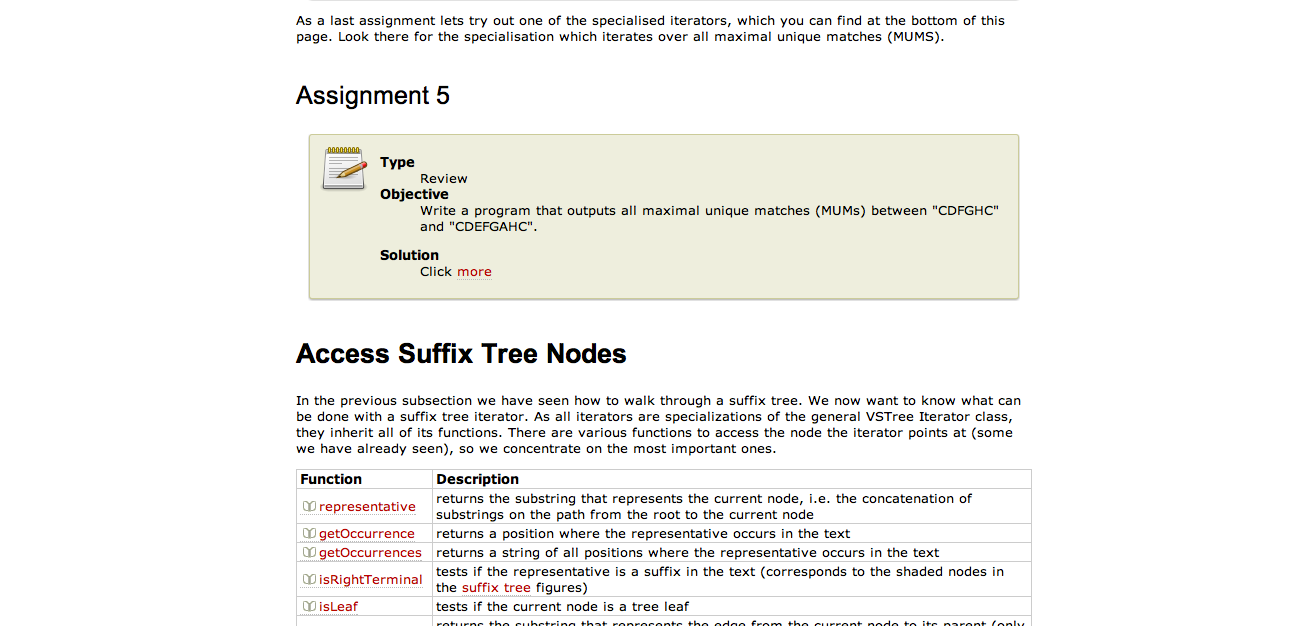 As a last assignment lets try out one of the specialised iterators, which you can find at the bottom of this
page. Look there for the specialisation which iterates over all maximal unique matches (MUMS).
Assignment 5
Type
Review
Objective
Write a program that outputs all maximal unique matches (MUMs) between "CDFGHC"
and "CDEFGAHC".
Solution
Click more
Access Suffix Tree Nodes
In the previous subsection we have seen how to walk through a suffix tree. We now want to know what can
be done with a suffix tree iterator. As all iterators are specializations of the general VSTree Iterator class,
they inherit all of its functions. There are various functions to access the node the iterator points at (some
we have already seen), so we concentrate on the most important ones.
Function Description
representative returns the substring that represents the current node, i.e. the concatenation of
substrings on the path from the root to the current node
getOccurrence returns a position where the representative occurs in the text
getOccurrences returns a string of all positions where the representative occurs in the text
isRightTerminal tests if the representative is a suffix in the text (corresponds to the shaded nodes in
the suffix tree figures)
isLeaf tests if the current node is a tree leaf
returns the substring that represents the edge from the current node to its parent (only